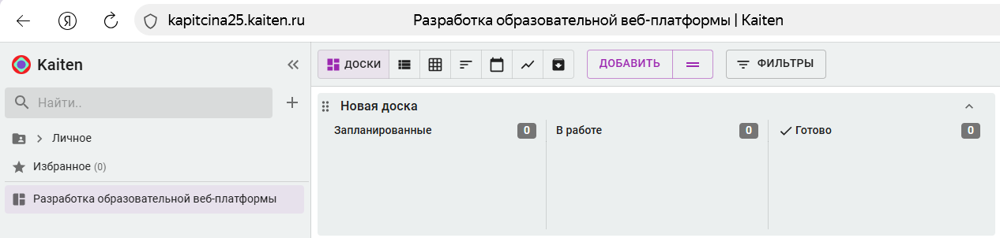 kapitcina25.kaiten.ru Разработка образовательной веб-платформы | Kaiten
Kaiten
ДОСКИ ДОБАВИТЬ ФИЛЬТРЫ
Найти..
Новая доска
Запланированные 0 В работе 0 Готово 0
Личное
Избранное (0)
Разработка образовательной веб-платформы